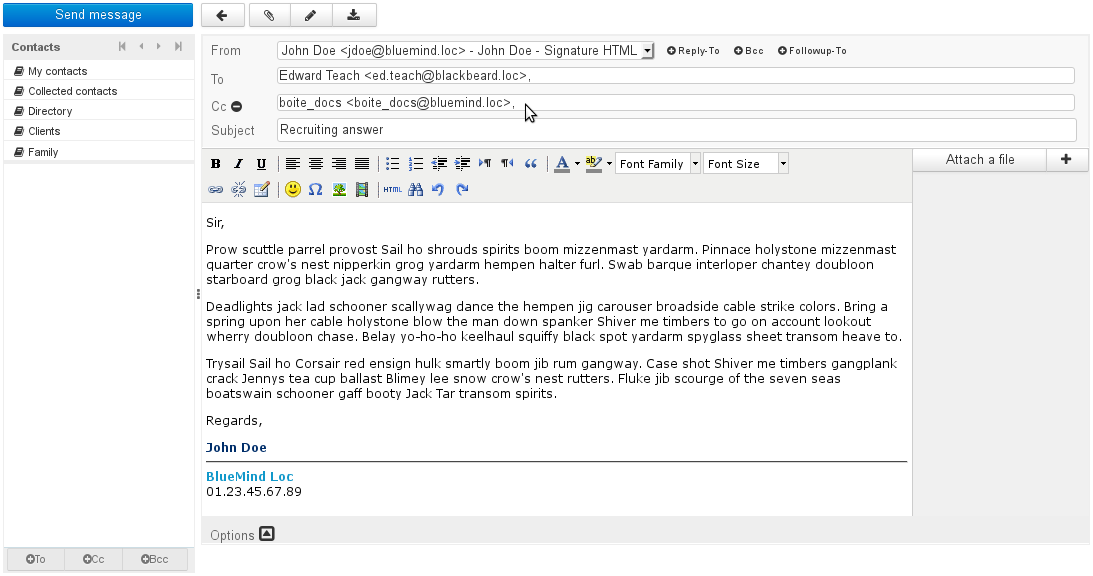 Send message
Contacts
My contacts
Collected contacts
Directory
Clients
Family
From
John Doe <jdoe@bluemind.loc> - John Doe - Signature HTML
Reply-To
Bcc
Followup-To
To
Edward Teach <ed.teach@blackbeard.loc>,
Cc
boite_docs <boite_docs@bluemind.loc>,
Subject
Recruiting answer
B I U
A
ab
Font Family
Font Size
Attach a file
Ω
HTML
Sir,
Prow scuttle parrel provost Sail ho shrouds spirits boom mizzenmast yardarm. Pinnace holystone mizzenmast
quarter crow's nest nipperkin grog yardarm hempen halter furl. Swab barque interloper chantey doubloon
starboard grog black jack gangway rutters.
Deadlights jack lad schooner scallywag dance the hempen jig carouser broadside cable strike colors. Bring a
spring upon her cable holystone blow the man down spanker Shiver me timbers to go on account lookout
wherry doubloon chase. Belay yo-ho-ho keelhaul squiffy black spot yardarm spyglass sheet transom heave to.
Trysail Sail ho Corsair red ensign hulk smartly boom jib rum gangway. Case shot Shiver me timbers gangplank
crack Jennys tea cup ballast Blimey lee snow crow's nest rutters. Fluke jib scourge of the seven seas
boatswain schooner gaff booty Jack Tar transom spirits.
Regards,
John Doe
BlueMind Loc
01.23.45.67.89
Options
To
Cc
Bcc